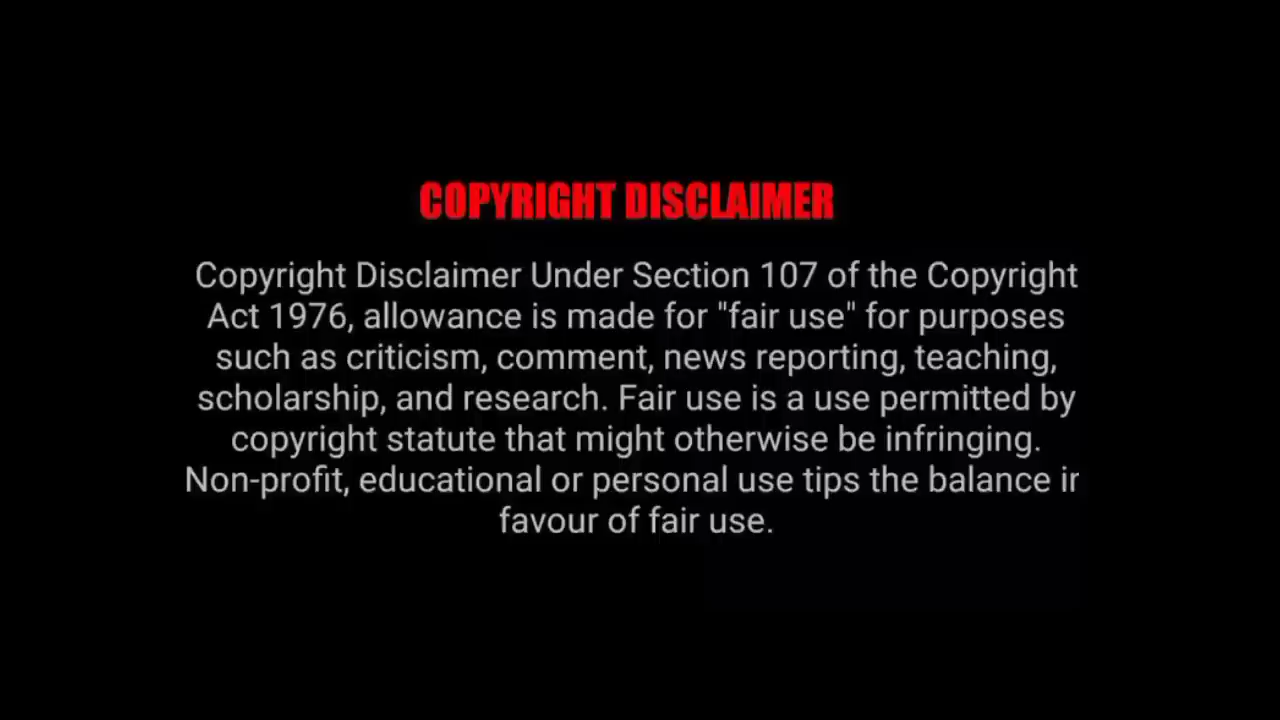 COPYRIGHT DISCLAIMER
Copyright Disclaimer Under Section 107 of the Copyright
Act 1976, allowance is made for "fair use" for purposes
such as criticism, comment, news reporting, teaching,
scholarship, and research. Fair use is a use permitted by
copyright statute that might otherwise be infringing.
Non-profit, educational or personal use tips the balance ir
favour of fair use.